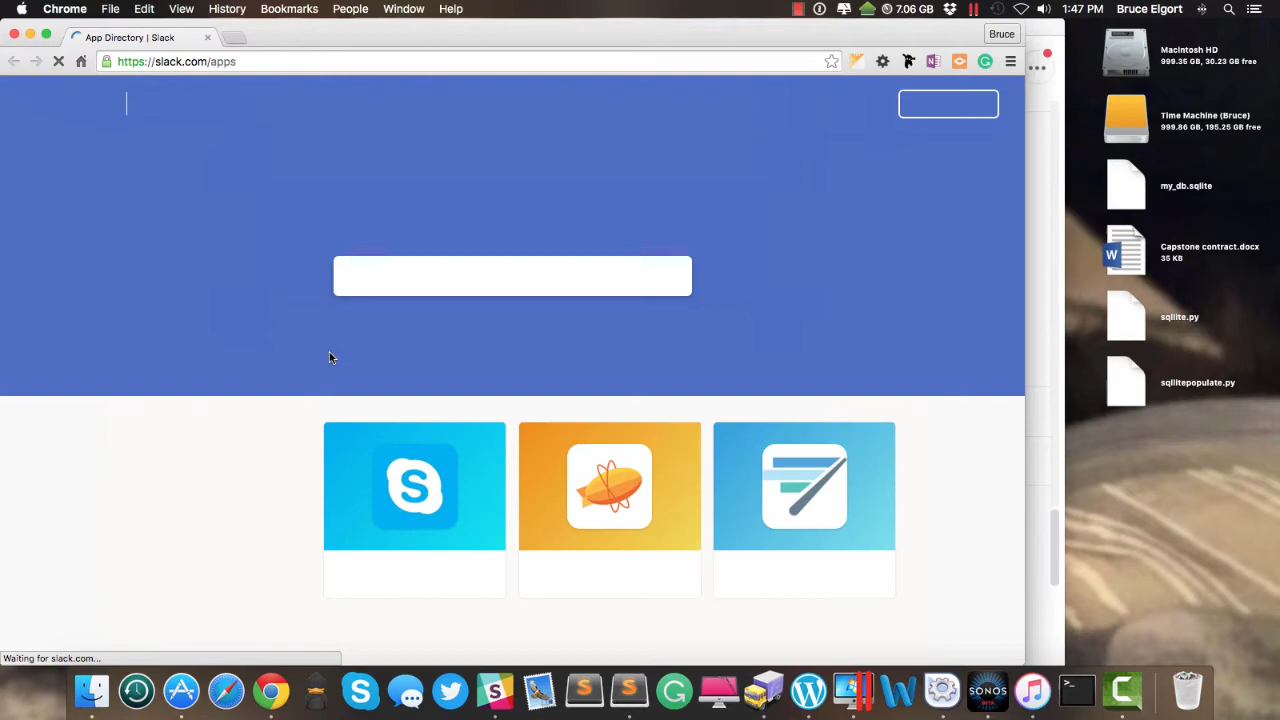 Chrome File Edit View History Bookmarks People Window Help 7.06 GB 1:47 PM Bruce Elgort
App Directory | Slack
Bruce
https://slack.com/apps
Macintosh HD
999.35 GB, 30.23 GB free
Time Machine (Bruce)
999.86 GB, 195.25 GB free
my_db.sqlite
Capstone contract.docx
35 KB
sqllite.py
sqllitepopulate.py
Waiting for slack.com...
SONOS
BETA